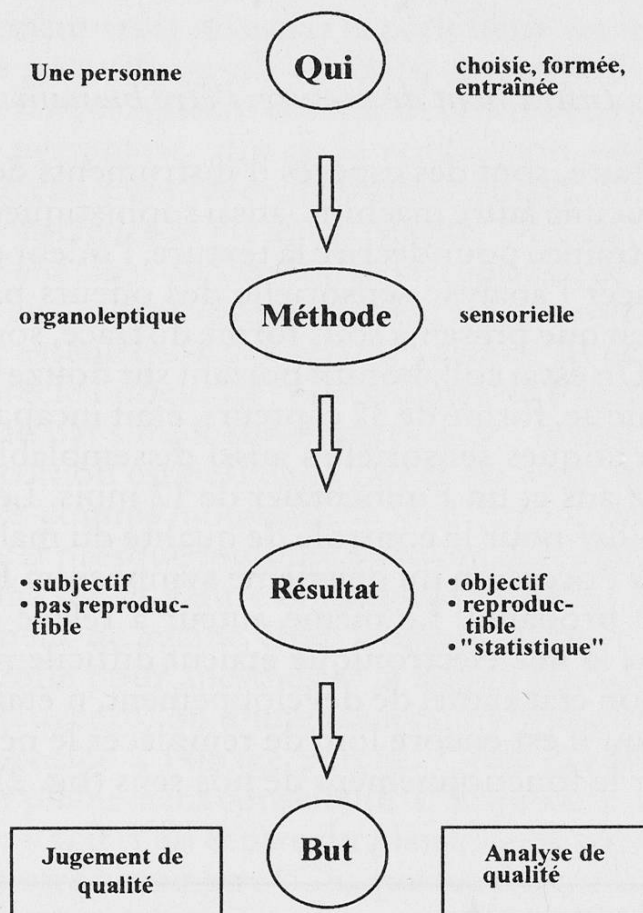 Une personne
Qui
choisie, formée,
entraînée
organoleptique
Méthode
sensorielle
• subjectif
• pas reproduc-
tible
Résultat
• objectif
• reproduc-
tible
• "statistique"
Jugement de
qualité
But
Analyse de
qualité